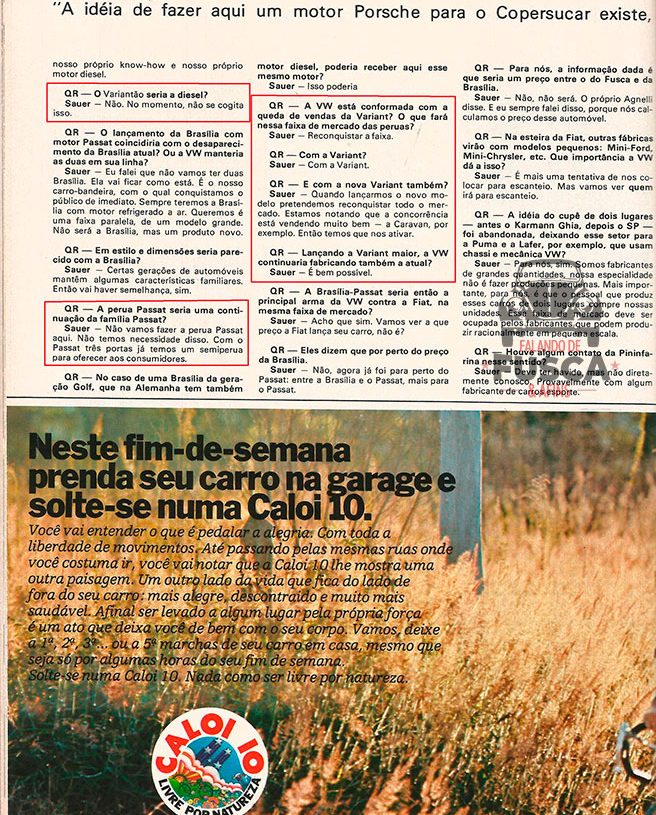 "A idéia de fazer aqui um motor Porsche para o Copersucar existe,
nosso próprio know-how e nosso próprio
motor diesel.
QR — O Variantão seria a diesel?
Sauer — Não. No momento, não se cogita
isso.
QR — O lançamento da Brasília com
motor Passat coincidiria com o desapareci-
mento da Brasília atual? Ou a VW manteria
as duas em sua linha?
Sauer — Eu falei que não vamos ter duas
Brasília. Ela vai ficar como está. É o nosso
carro-bandeira, com o qual conquistamos o
público de imediato. Sempre teremos a Brasí-
lia com motor refrigerado a ar. Queremos é
uma faixa paralela, de um modelo grande.
Não será a Brasília, mas um produto novo.
QR — Em estilo e dimensões seria pare-
cido com a Brasília?
Sauer — Certas gerações de automóveis
mantêm algumas características familiares.
Então vai haver semelhança, sim.
QR — A perua Passat seria uma conti-
nuação da família Passat?
Sauer — Não vamos fazer a perua Passat
aqui. Não temos necessidade disso. Com o
Passat três portas já temos um semiperua
para oferecer aos consumidores.
QR — No caso de uma Brasília da gera-
ção Golf, que na Alemanha tem também
motor diesel, poderia receber aqui esse
mesmo motor?
Sauer — Isso poderia
QR — A VW está conformada com a
queda de vendas da Variant? O que fará
nessa faixa de mercado das peruas?
Sauer — Reconquistar a faixa.
QR — Com a Variant?
Sauer — Com a Variant.
QR — E com a nova Variant também?
Sauer — Quando lançarmos o novo mo-
delo pretendemos reconquistar todo o mer-
cado. Estamos notando que a concorrência
está vendendo muito bem — a Caravan, por
exemplo. Então temos que nos ativar.
QR — Lançando a Variant maior, a VW
continuaria fabricando também a atual?
Sauer — É bem possível.
QR — A Brasília-Passat seria então a
principal arma da VW contra a Fiat, na
mesma faixa de mercado?
Sauer — Acho que sim. Vamos ver a que
preço a Fiat lança seu carro, não é?
QR — Eles dizem que por perto do preço
da Brasília.
Sauer — Não, agora já foi para perto do
Passat: entre a Brasília e o Passat, mais para
o Passat.
QR — Para nós, a informação dada é
que seria um preço entre o do Fusca e da
Brasília.
Sauer — Não, não será. O próprio Agnelli
disse. E eu sempre falei disso, porque nós cal-
culamos o preço desse automóvel.
QR — Na esteira da Fiat, outras fábricas
virão com modelos pequenos: Mini-Ford,
Mini-Chrysler, etc. Que importância a VW
dá a isso?
Sauer — É mais uma tentativa de nos co-
locar para escanteio. Mas vamos ver quem
irá para escanteio.
QR — A idéia do cupê de dois lugares
— antes o Karmann Ghia, depois o SP —
foi abandonada, deixando esse setor para
a Puma e a Lafer, por exemplo, que usam
chassi e mecânica VW?
Sauer — Para nós, sim. Somos fabricantes
de grandes quantidades, nossa especialidade
não é fazer pequenas. Mais impor-
tante, para que produz
esses carros compre nossas
unidades. deve ser
ocupada pelos fabricantes que podem produ-
zir racionalmente em pequena escala.
QR — Houve algum contato da Pininfa-
rina nesse sentido?
Sauer — Deve ter havido, mas não direta-
mente conosco. Provavelmente com algum
fabricante de carros esporte.
FALANDO DE
FUSCA
& AFINS
Neste fim-de-semana
prenda seu carro na garage e
solte-se numa Caloi 10.
Você vai entender o que é pedalar a alegria: Com toda a
liberdade de movimentos. Até passando pelas mesmas ruas onde
você costuma ir, você vai notar que a Caloi 10 lhe mostra uma
outra paisagem. Um outro lado da vida que fica do lado de
fora do seu carro: mais alegre, descontraído e muito mais
saudável. Afinal ser levado a algum lugar pela própria força
é um ato que deixa você de bem com o seu corpo. Vamos, deixe
a 1ª, 2ª, 3ª... ou a 5ª marchas de seu carro em casa, mesmo que
seja só por algumas horas do seu fim de semana.
Solte-se numa Caloi 10. Nada como ser livre por natureza.
CALOI 10
LIVRE POR NATUREZA